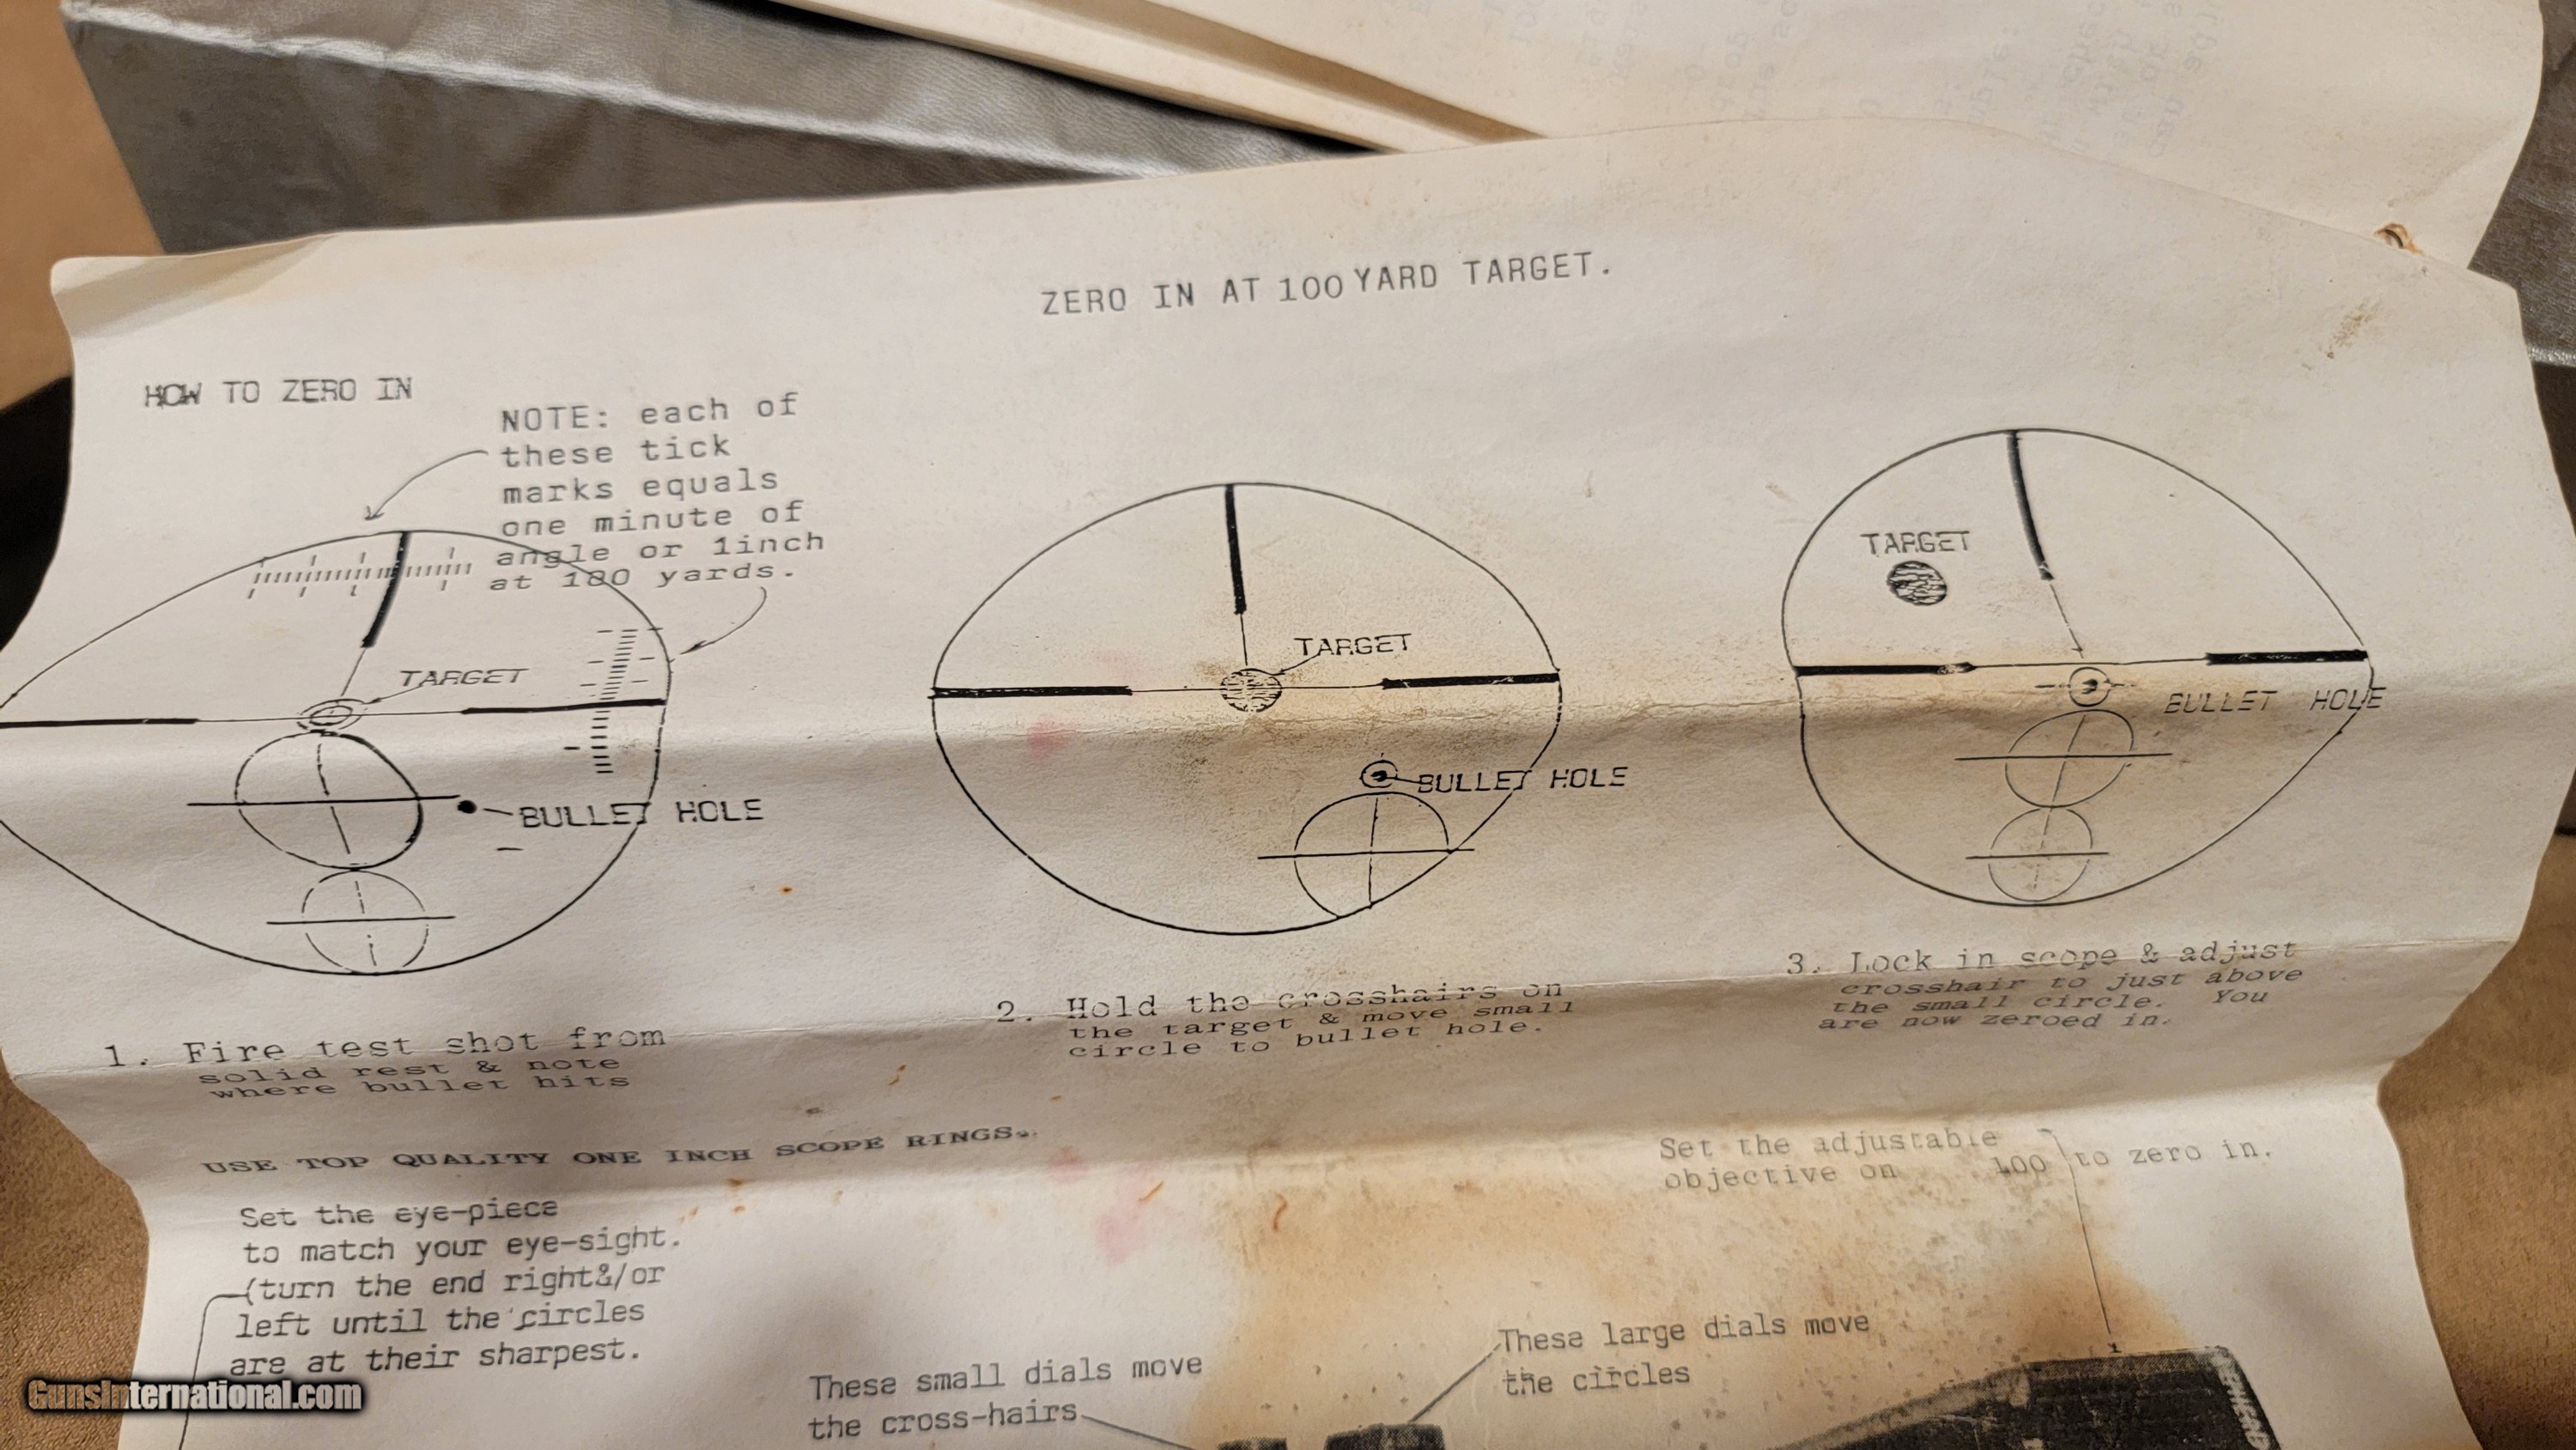 ZERO IN AT 100 YARD TARGET.
HOW TO ZERO IN
NOTE: each of
these tick
marks equals
one minute of
angle or 1inch
at 100 yards.
TARGET
BULLET HOLE
TARGET
BULLET HOLE
TARGET
BULLET HOLE
1. Fire test shot from
solid rest & note
where bullet hits
2. Hold the crosshairs on
the target & move small
circle to bullet hole.
3. Lock in scope & adjust
crosshair to just above
the small circle. You
are now zeroed in.
USE TOP QUALITY ONE INCH SCOPE RINGS.
Set the adjustable
objective on 100 to zero in.
Set the eye-piece
to match your eye-sight.
(turn the end right&/or
left until the circles
are at their sharpest.
These small dials move
the cross-hairs
These large dials move
the circles
GunsInternational.com